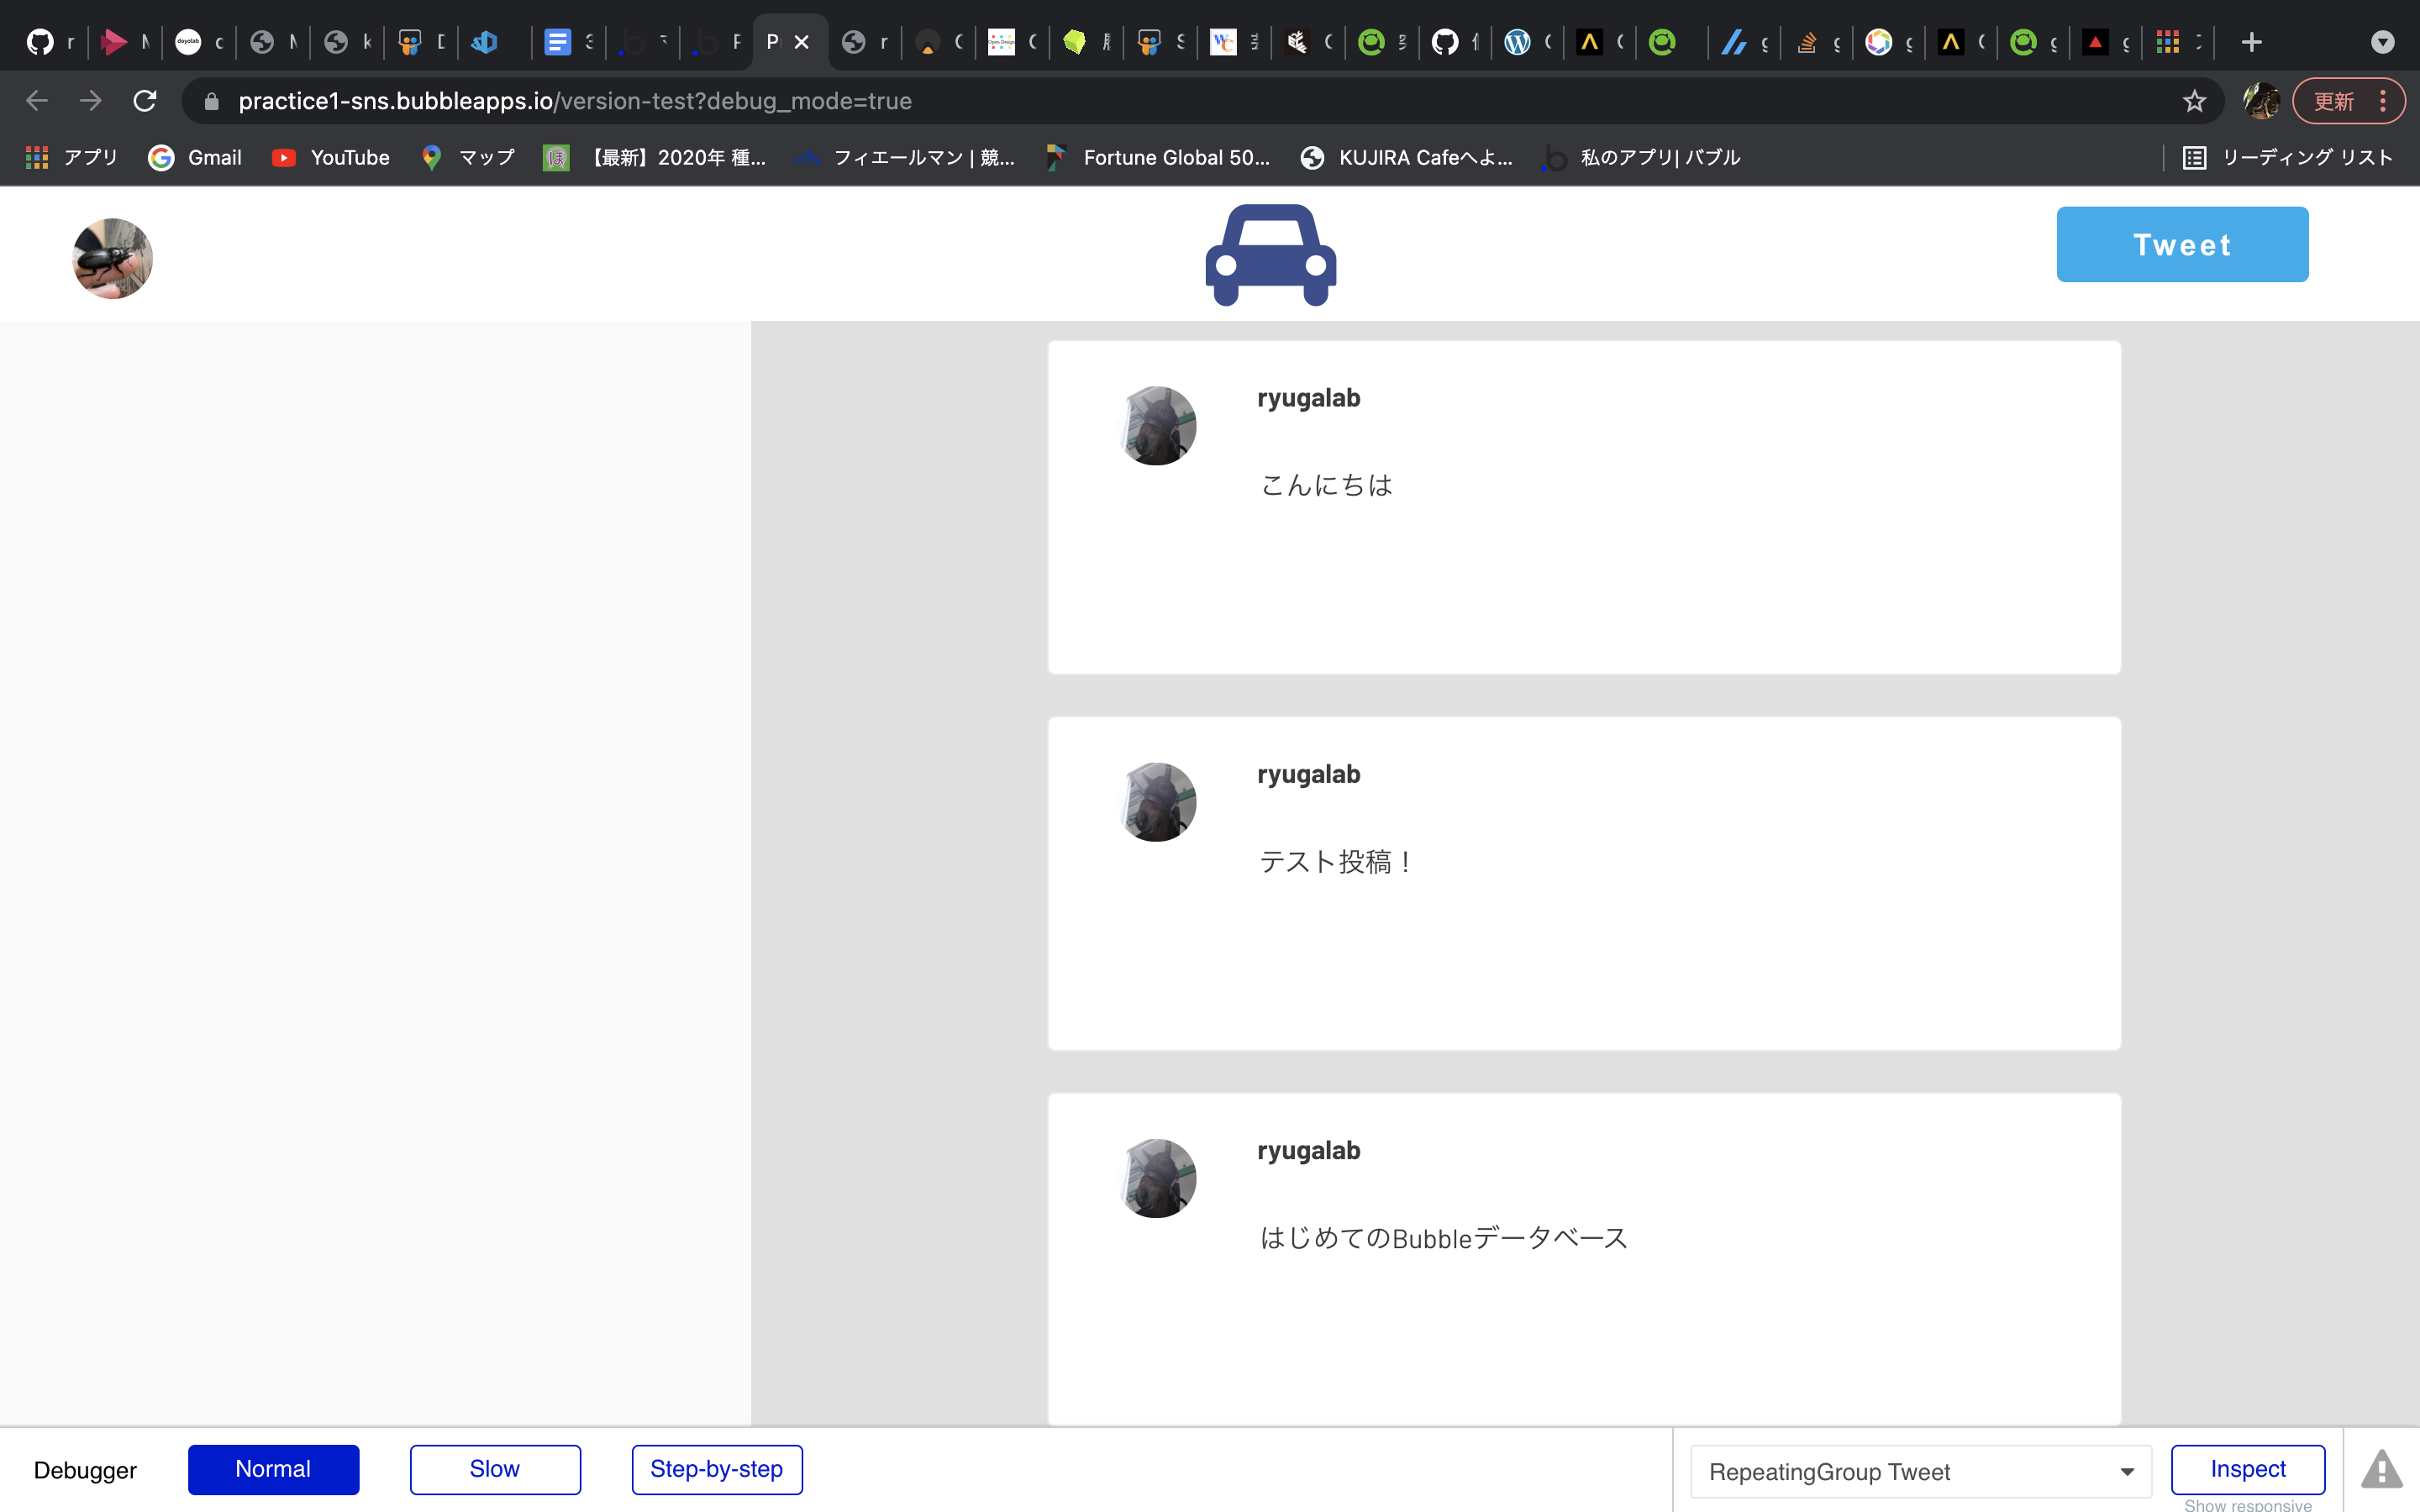 practice1-sns.bubbleapps.io/version-test?debug_mode=true
更新
アプリ
Gmail
YouTube
マップ
【最新】2020年 種...
フィエールマン | 競...
Fortune Global 50...
KUJIRA Cafeへよ...
私のアプリ| バブル
リーディング リスト
Tweet
ryugalab
こんにちは
ryugalab
テスト投稿！
ryugalab
はじめてのBubbleデータベース
Debugger
Normal
Slow
Step-by-step
RepeatingGroup Tweet
Inspect
Show responsive